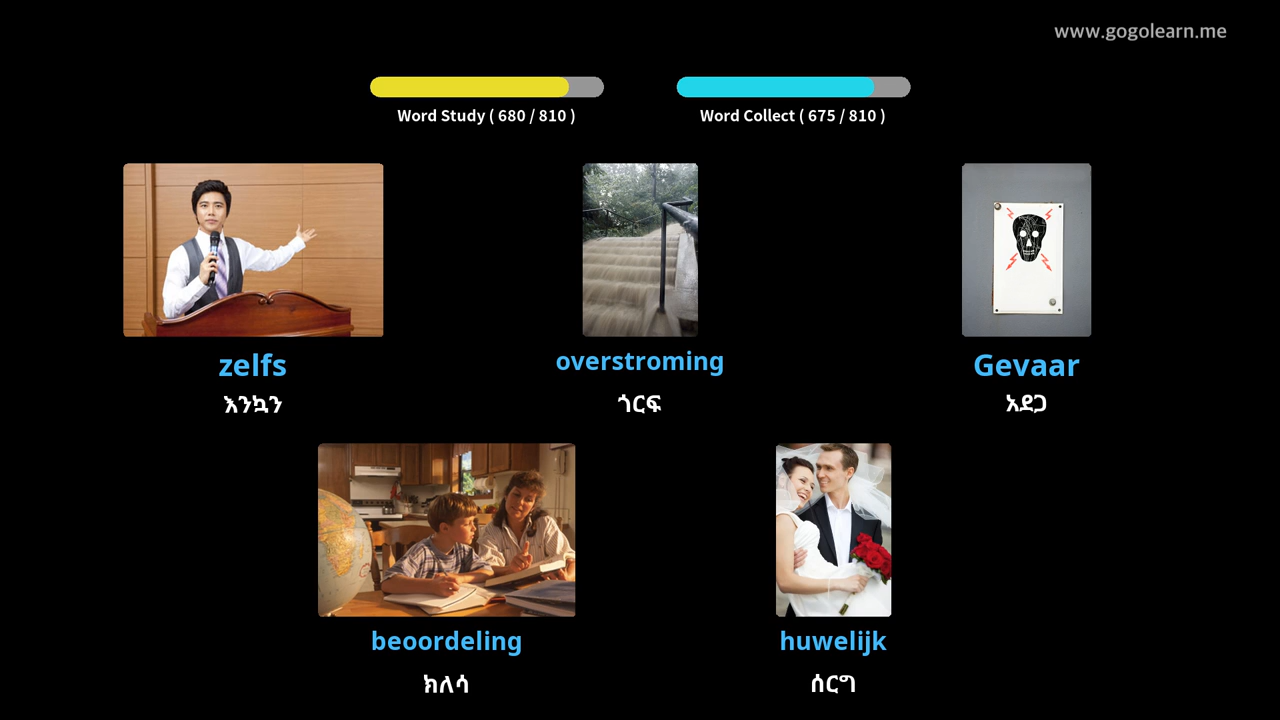 www.gogolearn.me
Word Study ( 680 / 810 )
Word Collect ( 675 / 810 )
zelfs
እንኳን
overstroming
ጎርፍ
Gevaar
አደጋ
beoordeling
ክለሳ
huwelijk
ሰርግ